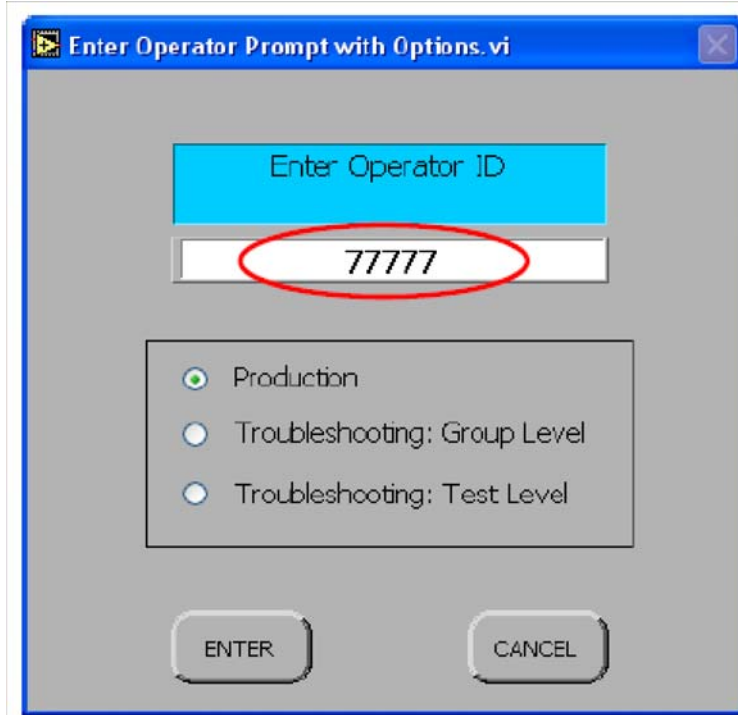 Enter Operator Prompt with Options.vi
Enter Operator ID
77777
Production
Troubleshooting: Group Level
Troubleshooting: Test Level
ENTER CANCEL